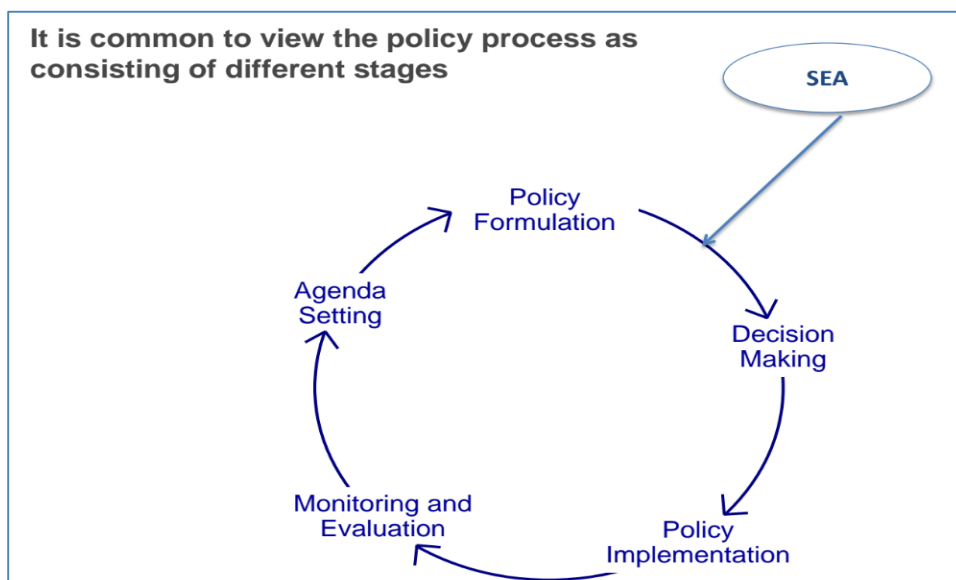 It is common to view the policy process as
consisting of different stages
SEA
Policy
Formulation
Agenda
Setting
Decision
Making
Monitoring and
Evaluation
Policy
Implementation